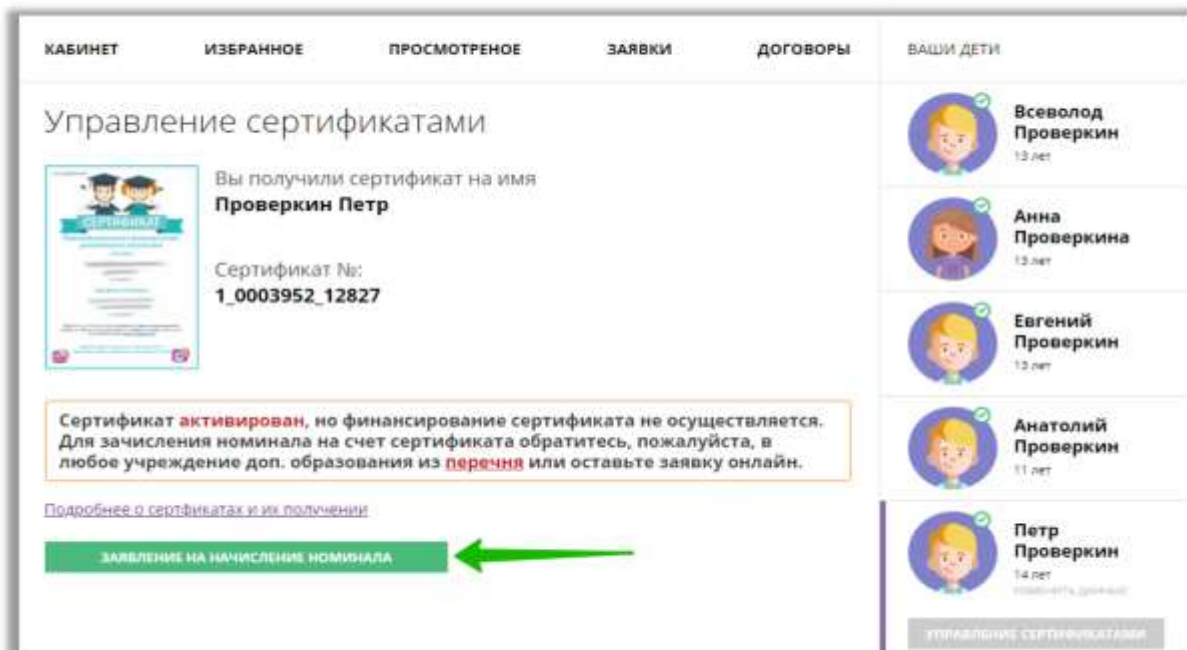 КАБИНЕТ ИЗБРАННОЕ ПРОСМОТРЕНОЕ ЗАЯВКИ ДОГОВОРЫ
Управление сертификатами
СЕРТИФИКАТ
Вы получили сертификат на имя
Проверкин Петр
Сертификат №:
1_0003952_12827
Сертификат активирован, но финансирование сертификата не осуществляется.
Для зачисления номинала на счет сертификата обратитесь, пожалуйста, в
любое учреждение доп. образования из перечня или оставьте заявку онлайн.
Подробнее о сертфикатах и их получении
ЗАЯВЛЕНИЕ НА НАЧИСЛЕНИЕ НОМИНАЛА
ВАШИ ДЕТИ
Всеволод
Проверкин
13 лет
Анна
Проверкина
13 лет
Евгений
Проверкин
13 лет
Анатолий
Проверкин
11 лет
Петр
Проверкин
14 лет
изменить данные
УПРАВЛЕНИЕ СЕРТИФИКАТАМИ